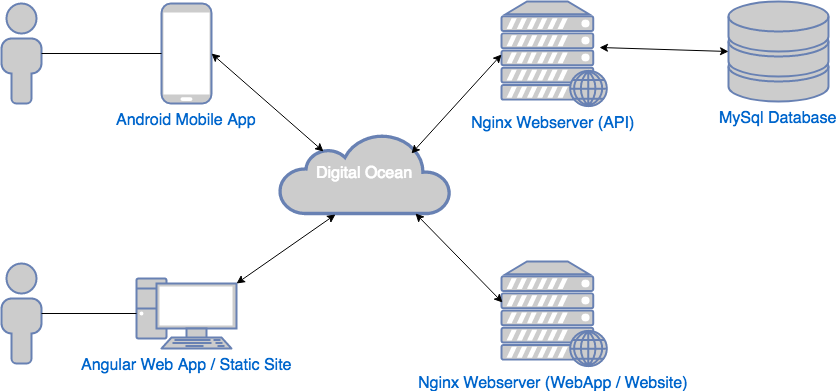 Android Mobile App
Nginx Webserver (API)
MySql Database
Digital Ocean
Angular Web App / Static Site
Nginx Webserver (WebApp / Website)